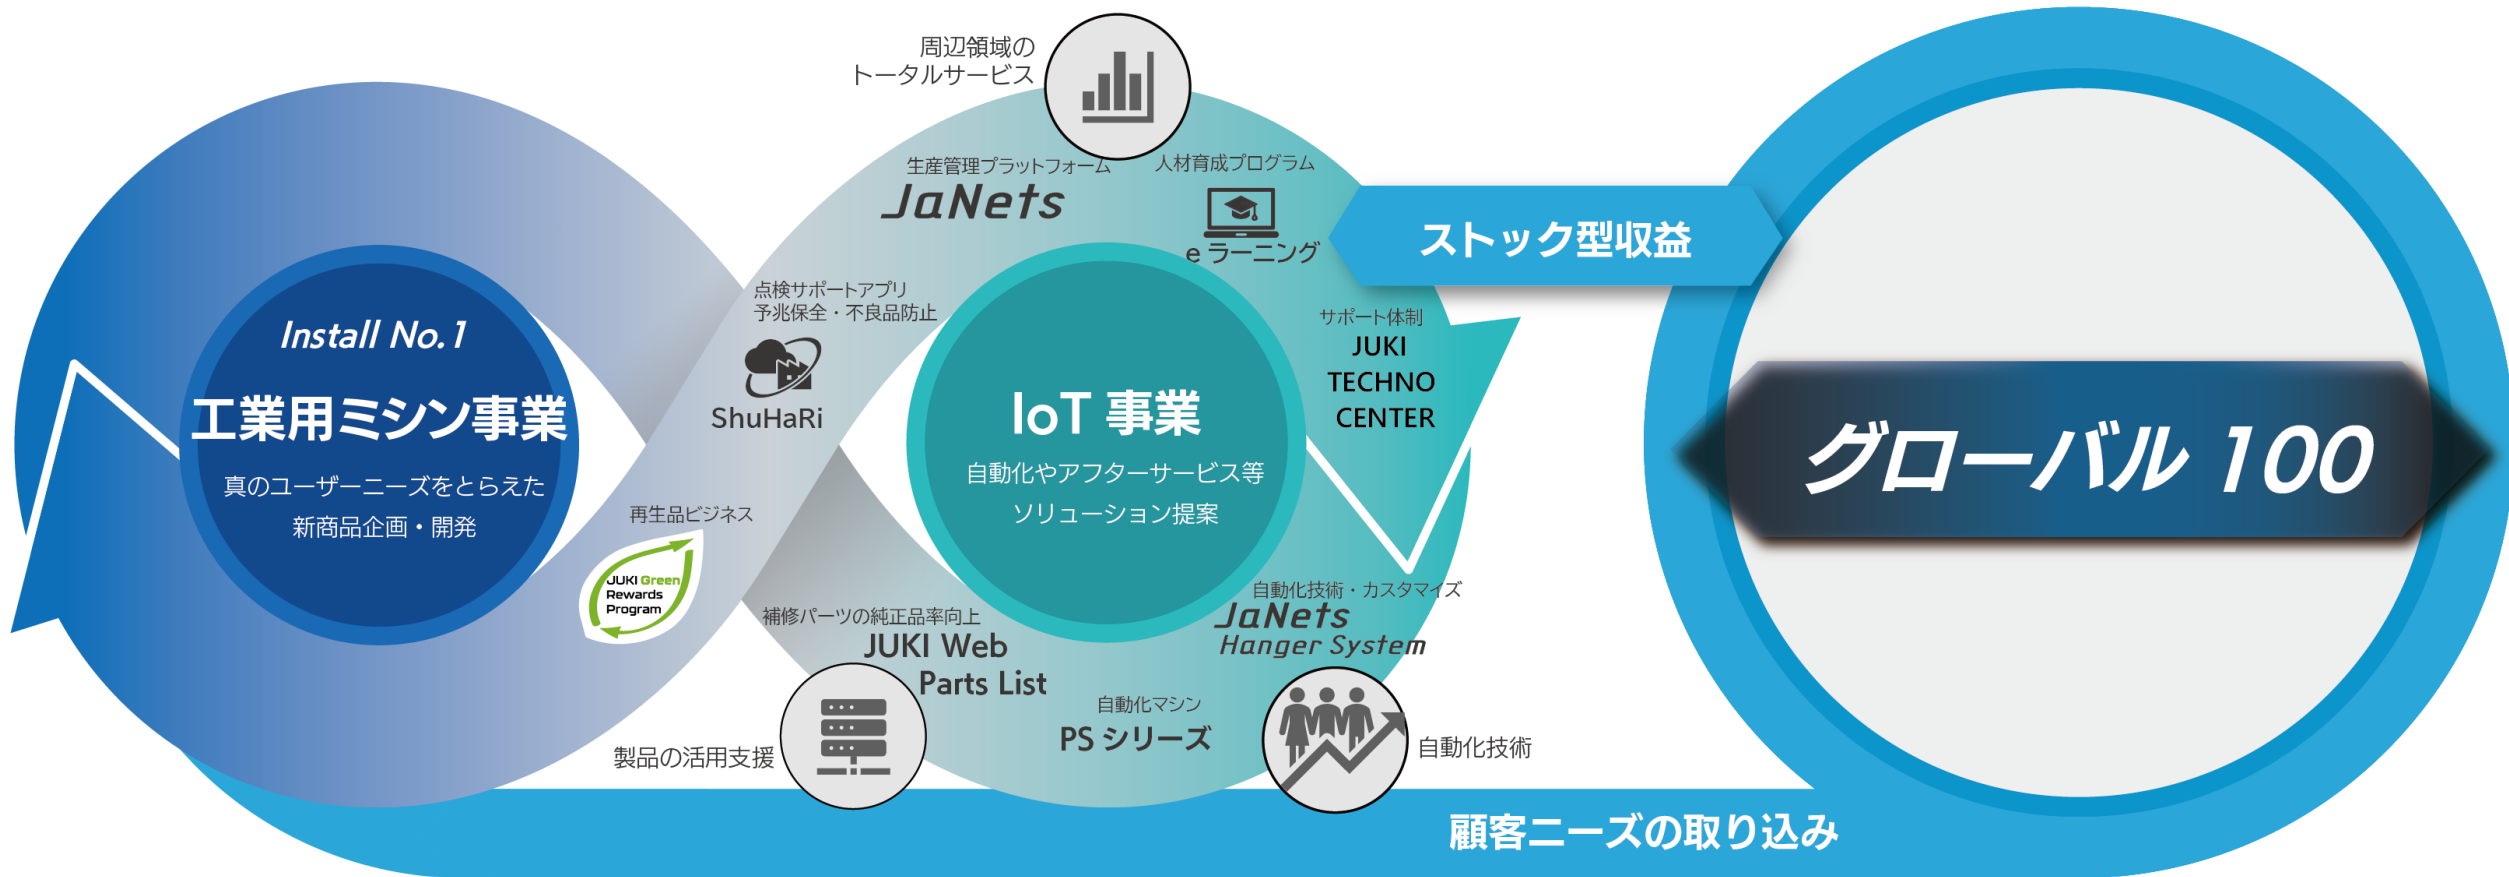 周辺領域の
トータルサービス
生産管理プラットフォーム
JaNets
人材育成プログラム
e ラーニング
ストック型収益
点検サポートアプリ
予兆保全・不良品防止
ShuHaRi
サポート体制
JUKI
TECHNO
CENTER
Install No.1
工業用ミシン事業
真のユーザーニーズをとらえた
新商品企画・開発
IoT 事業
自動化やアフターサービス等
ソリューション提案
グローバル 100
再生品ビジネス
JUKI Green
Rewards
Program
補修パーツの純正品率向上
JUKI Web
Parts List
自動化技術・カスタマイズ
JaNets
Hanger System
自動化マシン
PS シリーズ
製品の活用支援
自動化技術
顧客ニーズの取り込み